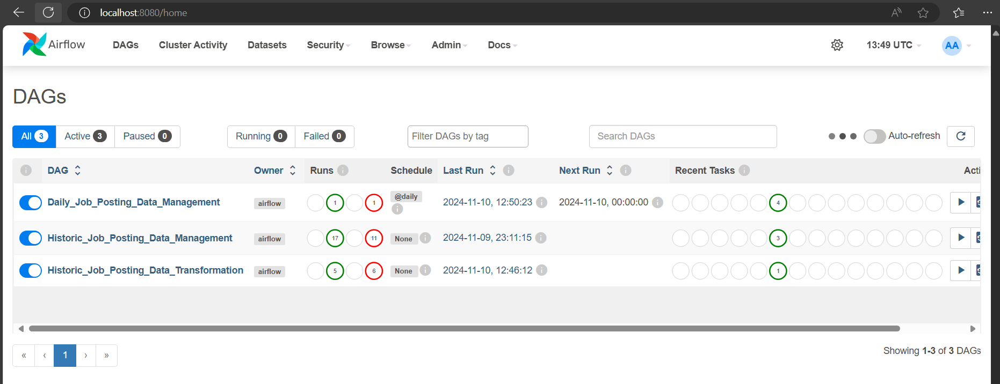 localhost:8080/home
Airflow DAGs Cluster Activity Datasets Security Browse Admin Docs 13:49 UTC AA
DAGs
All 3 Active 3 Paused 0 Running 0 Failed 0 Filter DAGs by tag Search DAGs Auto-refresh
DAG Owner Runs Schedule Last Run Next Run Recent Tasks Acti
Daily_Job_Posting_Data_Management airflow 1 1 @daily 2024-11-10, 12:50:23 2024-11-10, 00:00:00 4
Historic_Job_Posting_Data_Management airflow 17 11 None 2024-11-09, 23:11:15 3
Historic_Job_Posting_Data_Transformation airflow 5 6 None 2024-11-10, 12:46:12 1
« ‹ 1 › »
Showing 1-3 of 3 DAGs